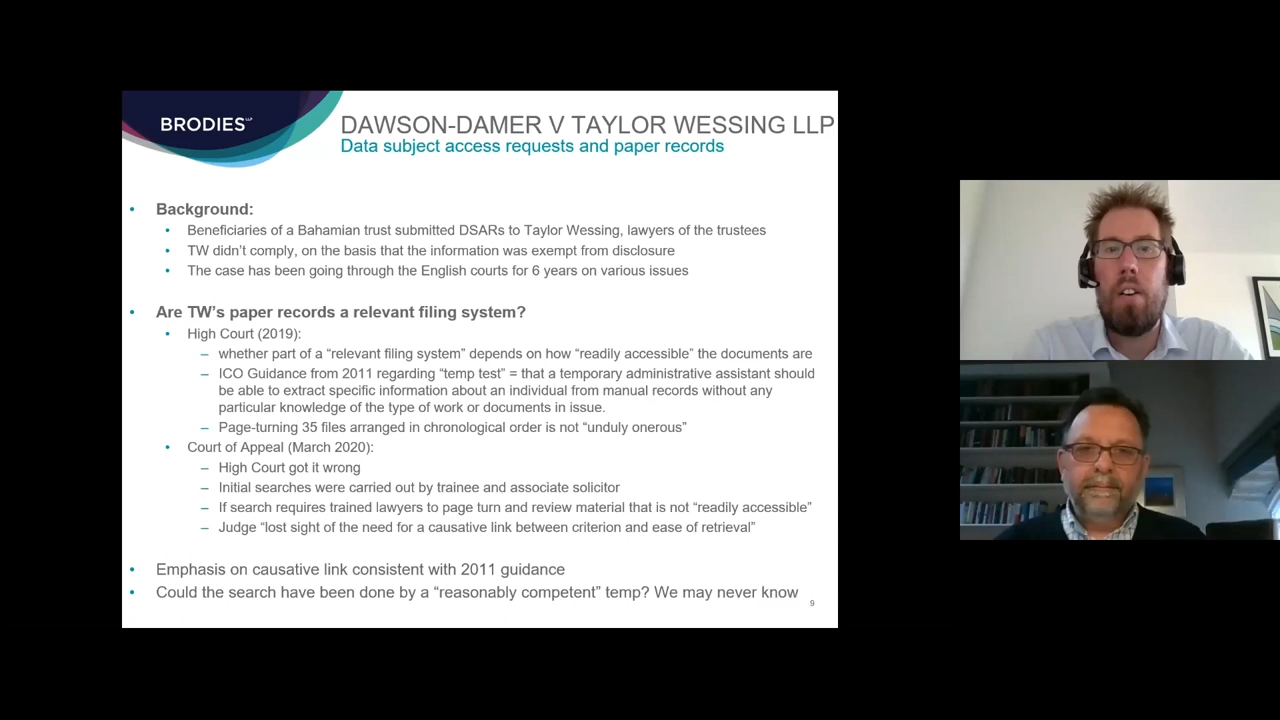 BRODIES LLP
DAWSON-DAMER V TAYLOR WESSING LLP
Data subject access requests and paper records
• Background:
• Beneficiaries of a Bahamian trust submitted DSARs to Taylor Wessing, lawyers of the trustees
• TW didn't comply, on the basis that the information was exempt from disclosure
• The case has been going through the English courts for 6 years on various issues
• Are TW's paper records a relevant filing system?
• High Court (2019):
– whether part of a “relevant filing system” depends on how “readily accessible” the documents are
– ICO Guidance from 2011 regarding “temp test” = that a temporary administrative assistant should
be able to extract specific information about an individual from manual records without any
particular knowledge of the type of work or documents in issue.
– Page-turning 35 files arranged in chronological order is not “unduly onerous”
• Court of Appeal (March 2020):
– High Court got it wrong
– Initial searches were carried out by trainee and associate solicitor
– If search requires trained lawyers to page turn and review material that is not “readily accessible”
– Judge “lost sight of the need for a causative link between criterion and ease of retrieval”
• Emphasis on causative link consistent with 2011 guidance
• Could the search have been done by a “reasonably competent” temp? We may never know
9